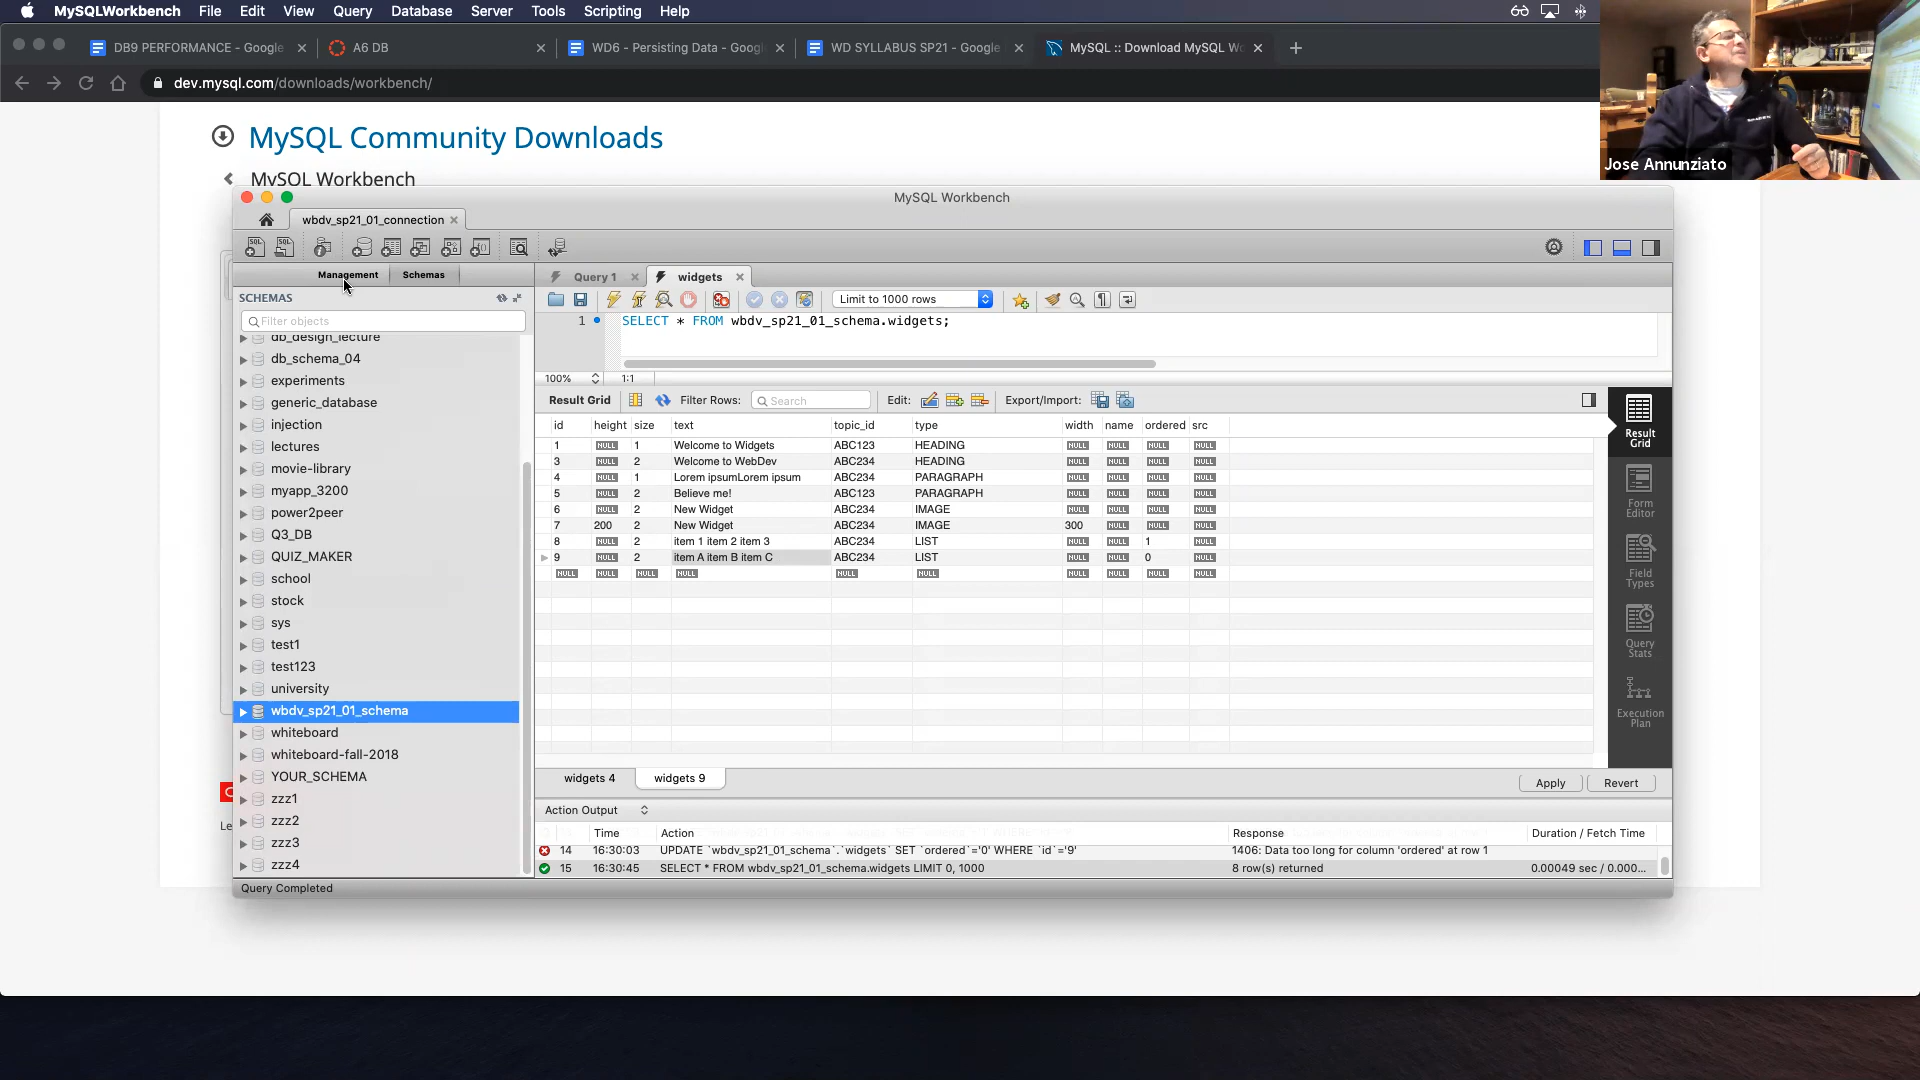 MySQLWorkbench File Edit View Query Database Server Tools Scripting Help
DB9 PERFORMANCE - Google
A6 DB
WD6 - Persisting Data - Googl
WD SYLLABUS SP21 - Google
MySQL :: Download MySQL Wo
dev.mysql.com/downloads/workbench/
MySQL Community Downloads
MySQL Workbench
Jose Annunziato
MySQL Workbench
wbdv_sp21_01_connection
Management Schemas
Query 1
widgets
SCHEMAS
Limit to 1000 rows
Filter objects
1 SELECT * FROM wbdv_sp21_01_schema.widgets;
100% 1:1
db_design_lecture
db_schema_04
experiments
generic_database
injection
lectures
movie-library
myapp_3200
power2peer
Q3_DB
QUIZ_MAKER
school
stock
sys
test1
test123
university
wbdv_sp21_01_schema
whiteboard
whiteboard-fall-2018
YOUR_SCHEMA
zzz1
zzz2
zzz3
zzz4
Query Completed
Result Grid Filter Rows: Search Edit: Export/Import:
id height size text topic_id type width name ordered src
1 NULL 1 Welcome to Widgets ABC123 HEADING NULL NULL NULL NULL
3 NULL 2 Welcome to WebDev ABC234 HEADING NULL NULL NULL NULL
4 NULL 1 Lorem ipsumLorem ipsum ABC234 PARAGRAPH NULL NULL NULL NULL
5 NULL 2 Believe me! ABC123 PARAGRAPH NULL NULL NULL NULL
6 NULL 2 New Widget ABC234 IMAGE NULL NULL NULL NULL
7 200 2 New Widget ABC234 IMAGE 300 NULL NULL NULL
8 NULL 2 item 1 item 2 item 3 ABC234 LIST NULL NULL 1 NULL
9 NULL 2 item A item B item C ABC234 LIST NULL NULL 0 NULL
NULL NULL NULL NULL NULL NULL NULL NULL NULL NULL
Result
Grid
Form
Editor
Field
Types
Query
Stats
Execution
Plan
widgets 4 widgets 9 Apply Revert
Action Output
Time Action Response Duration / Fetch Time
14 16:30:03 UPDATE `wbdv_sp21_01_schema`.`widgets` SET `ordered`='0' WHERE `id`='9' 1406: Data too long for column 'ordered' at row 1
15 16:30:45 SELECT * FROM wbdv_sp21_01_schema.widgets LIMIT 0, 1000 8 row(s) returned 0.00049 sec / 0.000...
Le